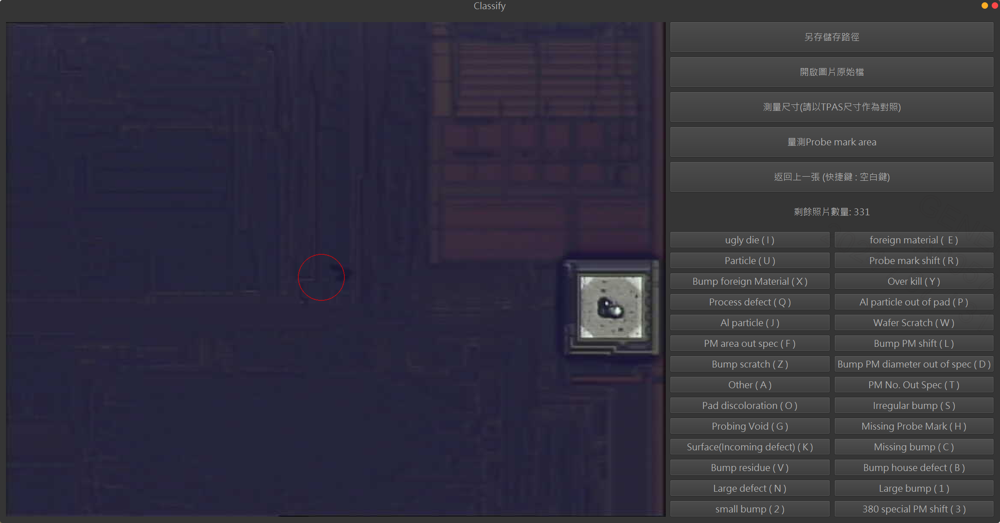 Classify
另存儲存路徑
開啟圖片原始檔
測量尺寸(請以TPAS尺寸作為對照)
量測Probe mark area
返回上一張 (快捷鍵 : 空白鍵)
剩餘照片數量: 331
ugly die ( I )
foreign material ( E )
Particle ( U )
Probe mark shift ( R )
Bump foreign Material ( X )
Over kill ( Y )
Process defect ( Q )
Al particle out of pad ( P )
Al particle ( J )
Wafer Scratch ( W )
PM area out spec ( F )
Bump PM shift ( L )
Bump scratch ( Z )
Bump PM diameter out of spec ( D )
Other ( A )
PM No. Out Spec ( T )
Pad discoloration ( O )
Irregular bump ( S )
Probing Void ( G )
Missing Probe Mark ( H )
Surface(Incoming defect) ( K )
Missing bump ( C )
Bump residue ( V )
Bump house defect ( B )
Large defect ( N )
Large bump ( 1 )
small bump ( 2 )
380 special PM shift ( 3 )